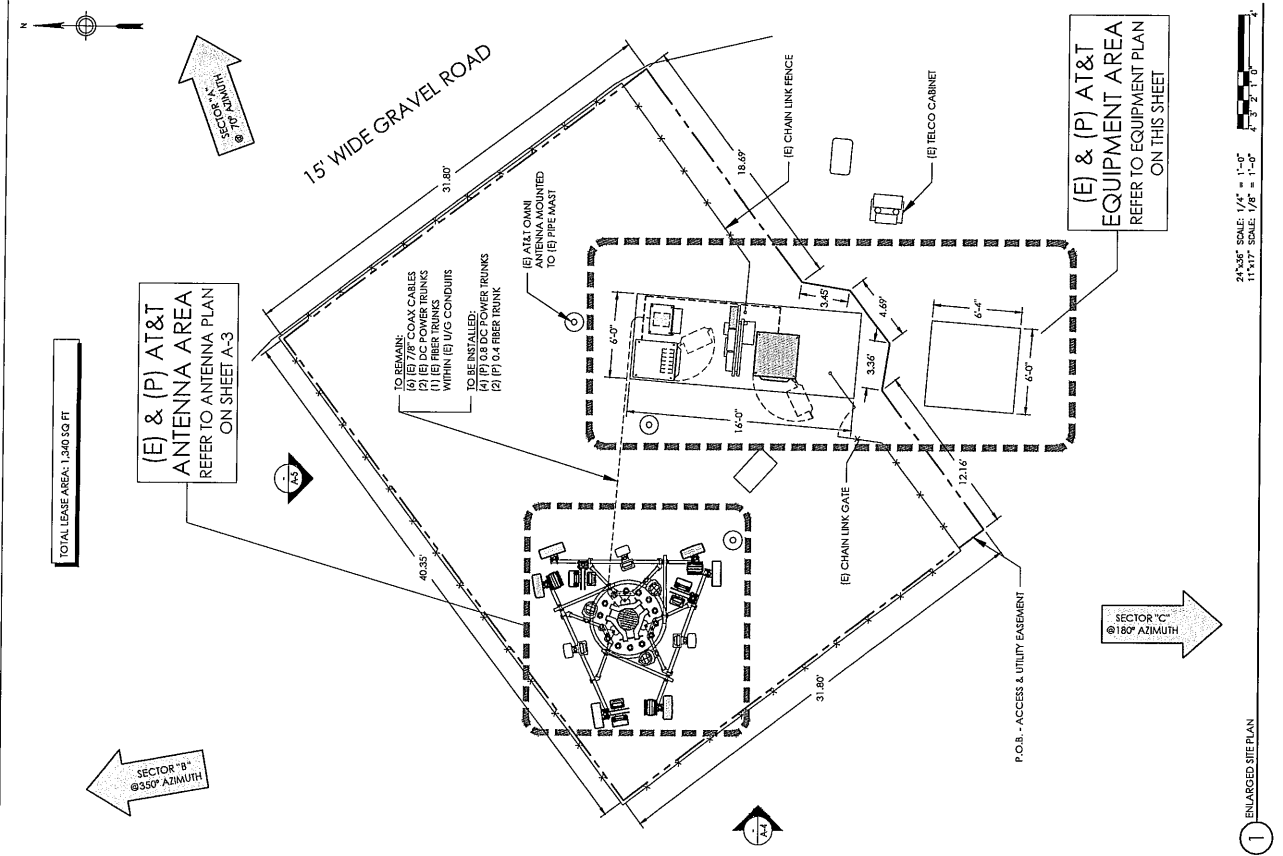 N
SECTOR "A"
@ 70° AZIMUTH
15' WIDE GRAVEL ROAD
TOTAL LEASE AREA: 1,340 SQ FT
(E) & (P) AT&T
ANTENNA AREA
REFER TO ANTENNA PLAN
ON SHEET A-3
31.80'
TO REMAIN:
(6) (E) 7/8" COAX CABLES
(2) (E) DC POWER TRUNKS
(1) (E) FIBER TRUNKS
WITHIN (E) U/G CONDUITS
TO BE INSTALLED:
(4) (P) 0.8 DC POWER TRUNKS
(2) (P) 0.4 FIBER TRUNK
(E) AT&T OMNI
ANTENNA MOUNTED
TO (E) PIPE MAST
18.69'
(E) CHAIN LINK FENCE
(E) TELCO CABINET
(E) & (P) AT&T
EQUIPMENT AREA
REFER TO EQUIPMENT PLAN
ON THIS SHEET
-
A-5
40.35'
6'-0"
16'-0"
3.45'
4.69'
3.36'
6'-4"
6'-0"
12.16'
(E) CHAIN LINK GATE
P.O.B. - ACCESS & UTILITY EASEMENT
31.80'
SECTOR "B"
@350° AZIMUTH
-
A-4
SECTOR "C"
@180° AZIMUTH
24"x36" SCALE: 1/4" = 1'-0"
11"x17" SCALE: 1/8" = 1'-0"
4' 3' 2' 1' 0" 4'
1
ENLARGED SITE PLAN